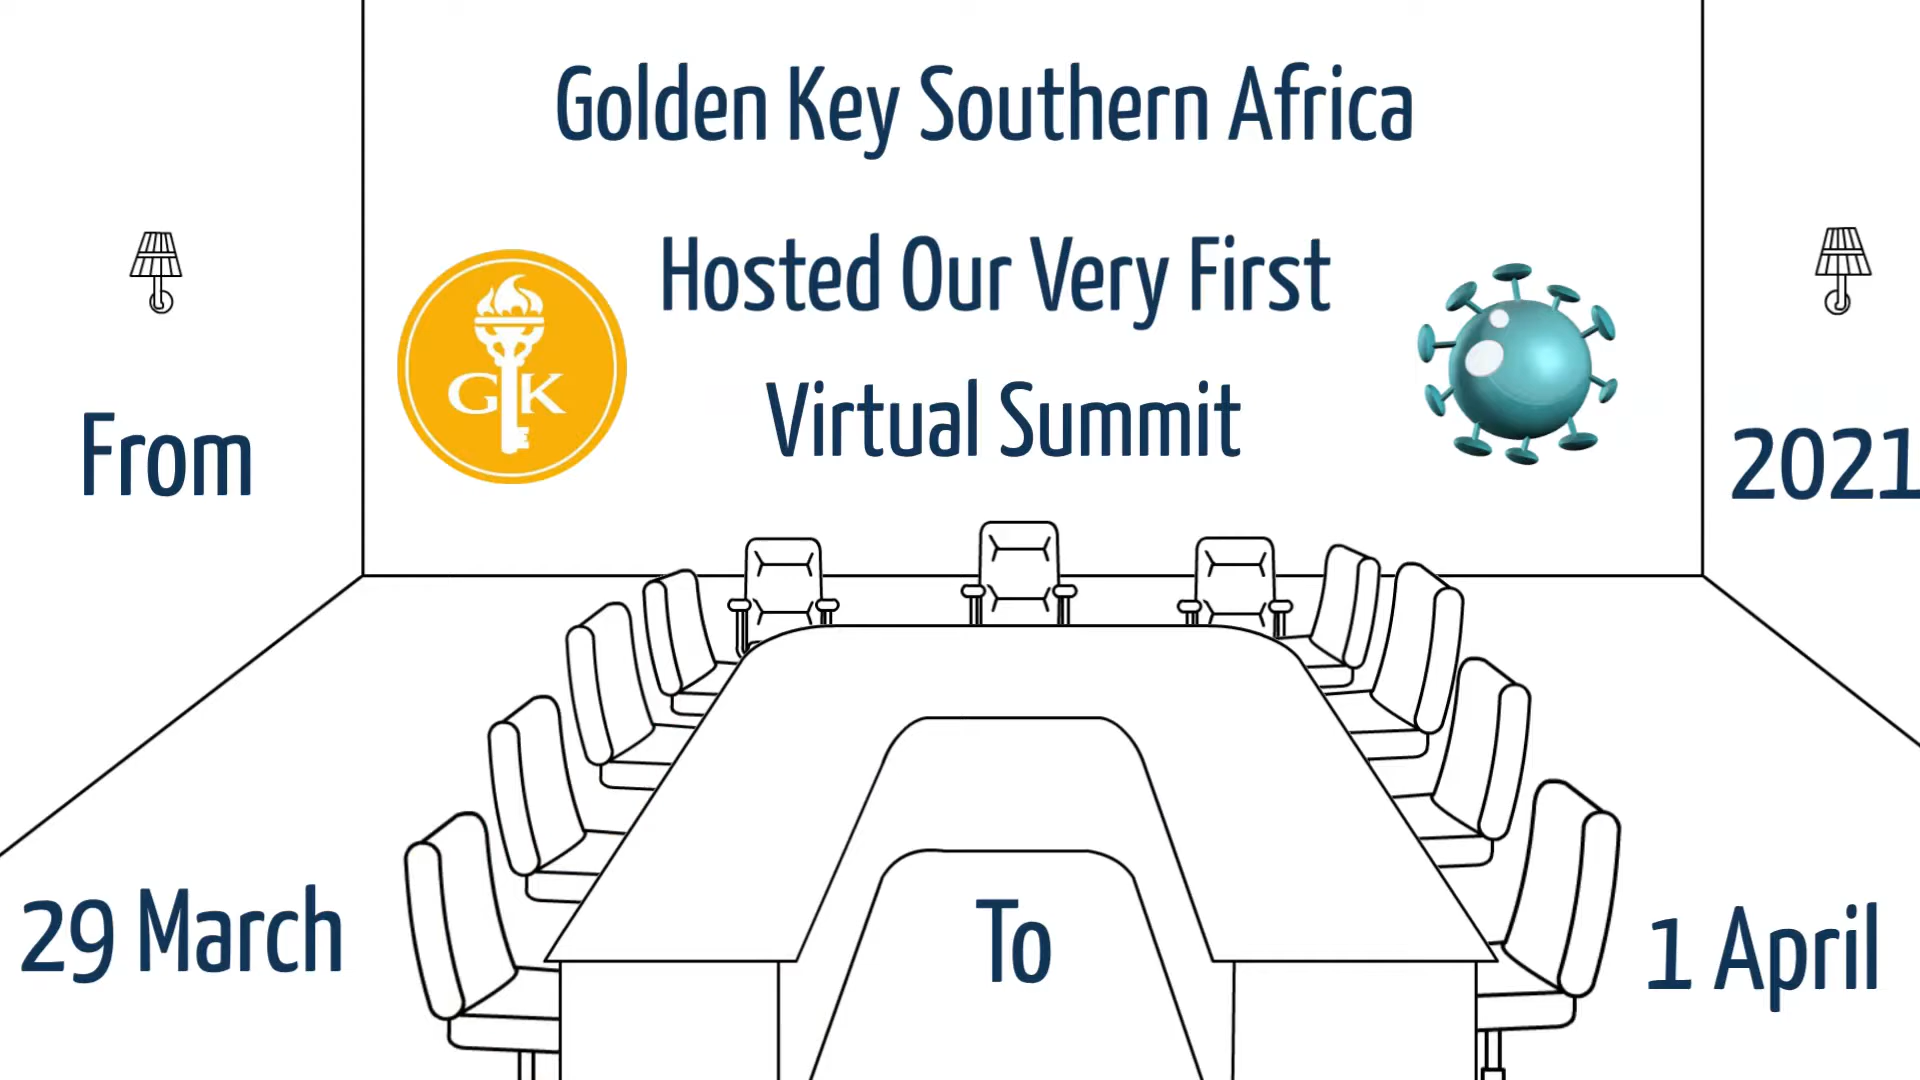 Golden Key Southern Africa
Hosted Our Very First
Virtual Summit
GK
From
29 March
To
1 April
2021